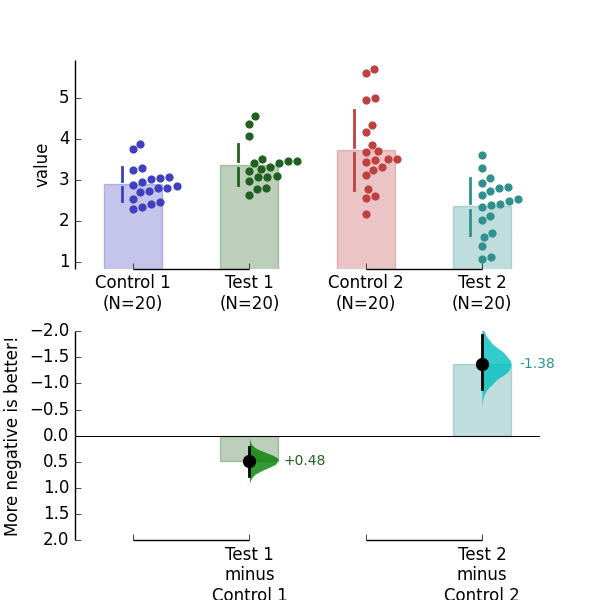 value
5
4
3
2
1
Control 1 Test 1 Control 2 Test 2
(N=20) (N=20) (N=20) (N=20)
More negative is better!
−2.0
−1.5
−1.0
−0.5
0.0
0.5
1.0
1.5
2.0
-1.38
+0.48
Test 1 Test 2
minus minus
Control 1 Control 2